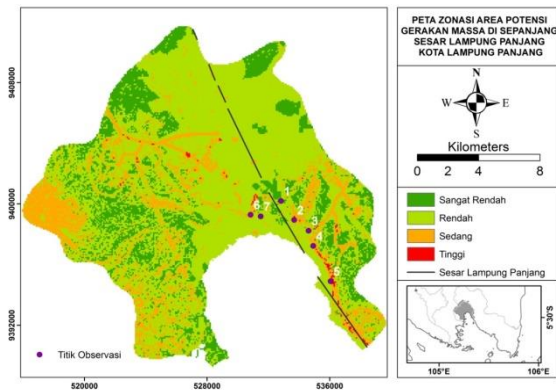 PETA ZONASI AREA POTENSI
GERAKAN MASSA DI SEPANJANG
SESAR LAMPUNG PANJANG
KOTA LAMPUNG PANJANG
N
W
E
S
Kilometers
0 2 4 8
Sangat Rendah
Rendah
Sedang
Tinggi
Sesar Lampung Panjang
5°30'S
105°E
106°E
9408000
9400000
9392000
520000
528000
536000
1
2
3
4
5
6
7
Titik Observasi